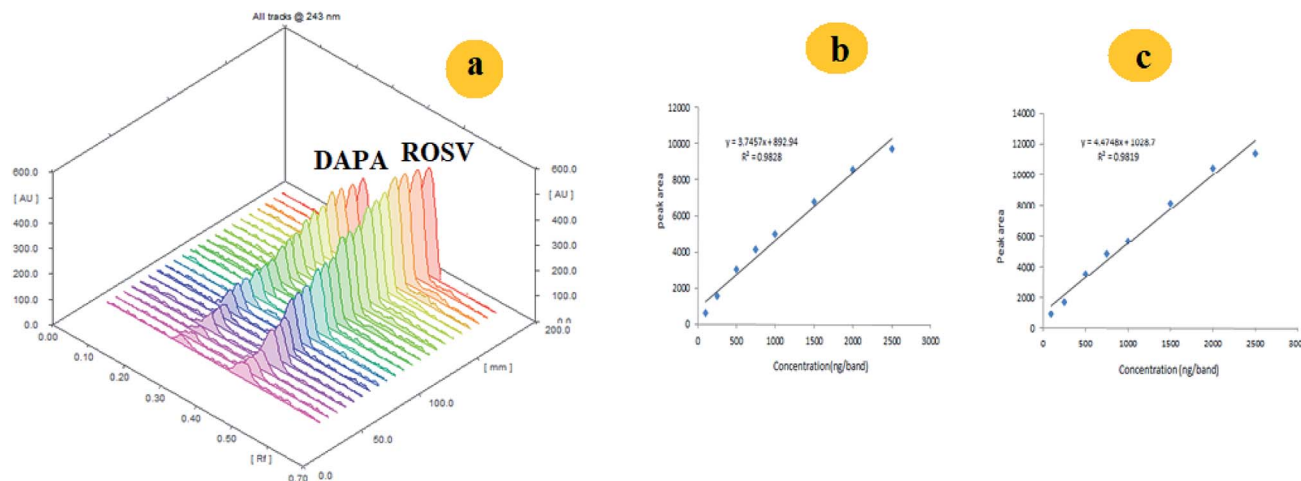 All tracks @ 243 nm
a
DAPA
ROSV
600.0
[ AU ]
400.0
300.0
200.0
100.0
0.0
600.0
[ AU ]
400.0
300.0
200.0
100.0
200.0
[ mm ]
100.0
50.0
0.0
0.00
0.10
0.20
0.30
0.40
0.50
[ Rf ]
0.70
b
12000
10000
8000
6000
4000
2000
0
peak area
y = 3.7457x + 892.94
R² = 0.9828
0 500 1000 1500 2000 2500 3000
Concentration(ng/band)
c
14000
12000
10000
8000
6000
4000
2000
0
Peak area
y = 4.4748x + 1028.7
R² = 0.9819
0 500 1000 1500 2000 2500 300
Concentration (ng/band)